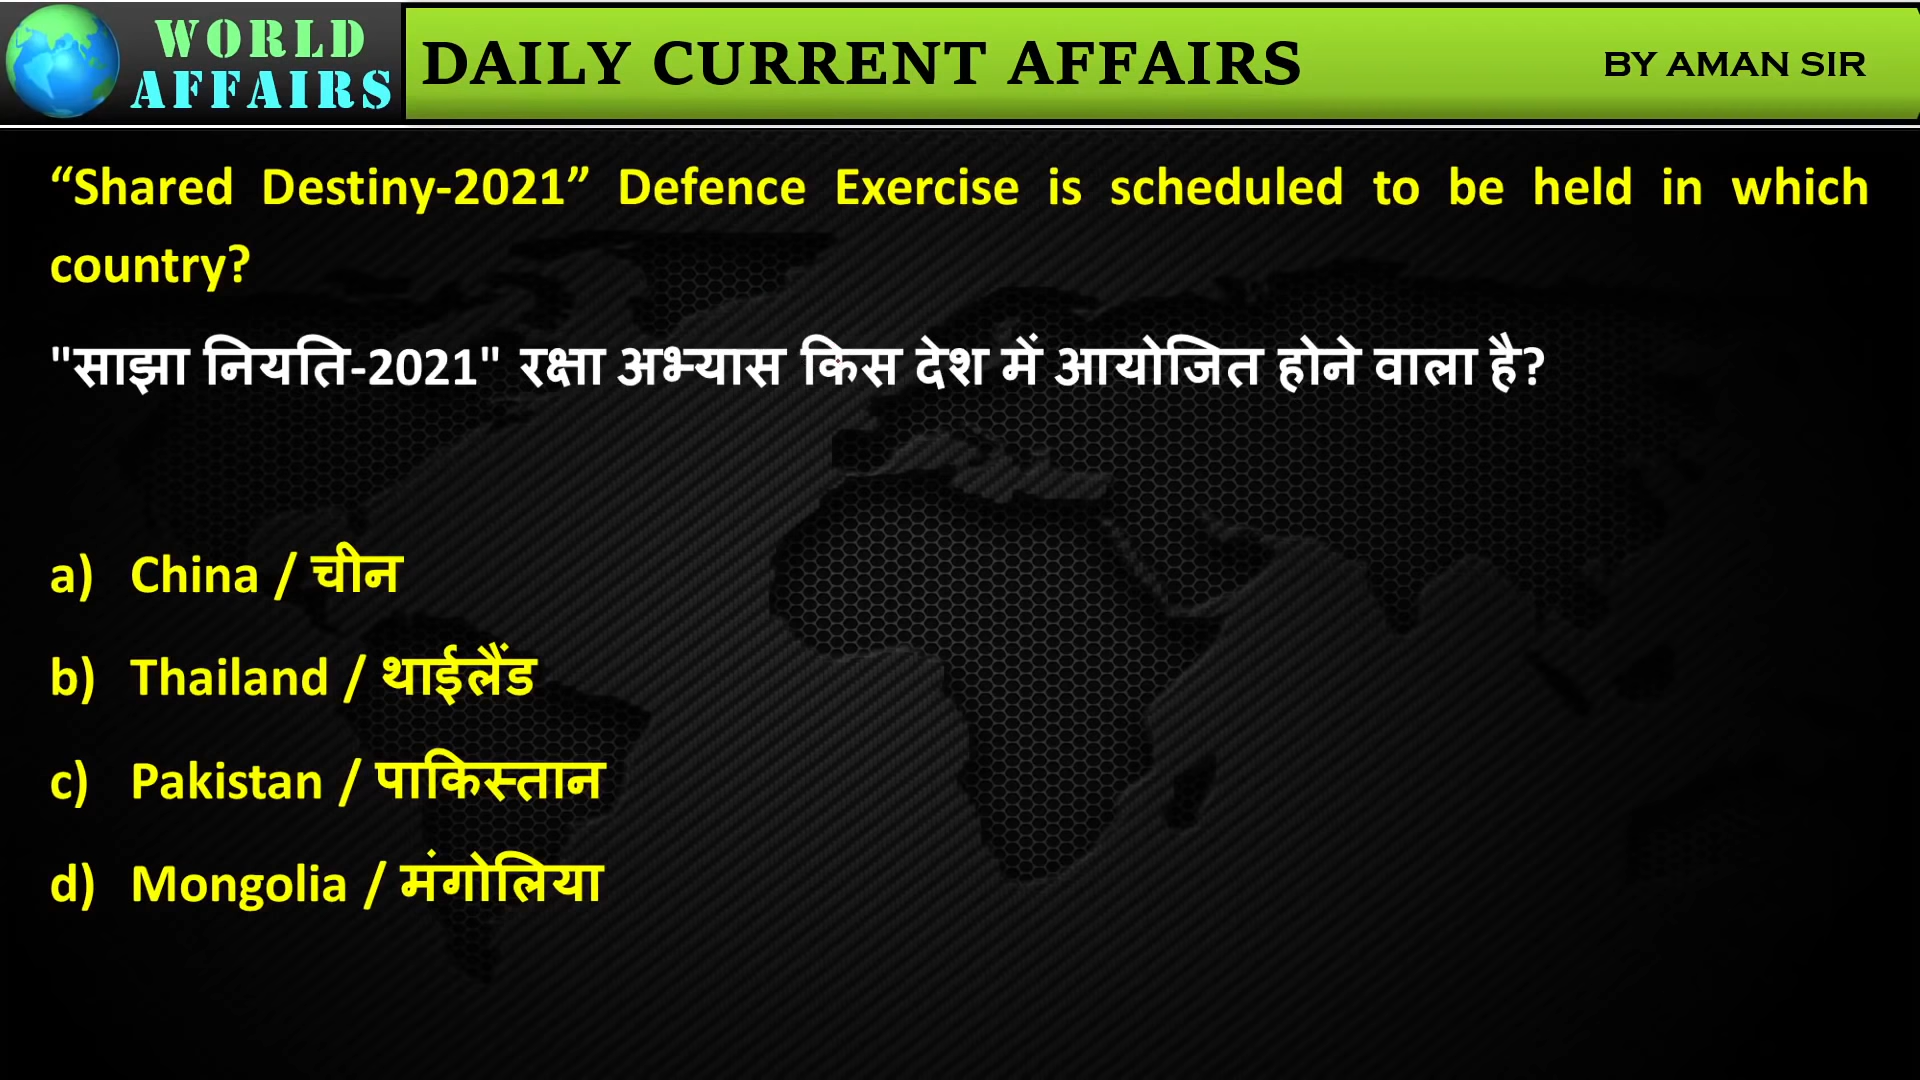 WORLD
AFFAIRS
DAILY CURRENT AFFAIRS
BY AMAN SIR
“Shared Destiny-2021” Defence Exercise is scheduled to be held in which
country?
"साझा नियति-2021" रक्षा अभ्यास किस देश में आयोजित होने वाला है?
a) China / चीन
b) Thailand / थाईलैंड
c) Pakistan / पाकिस्तान
d) Mongolia / मंगोलिया